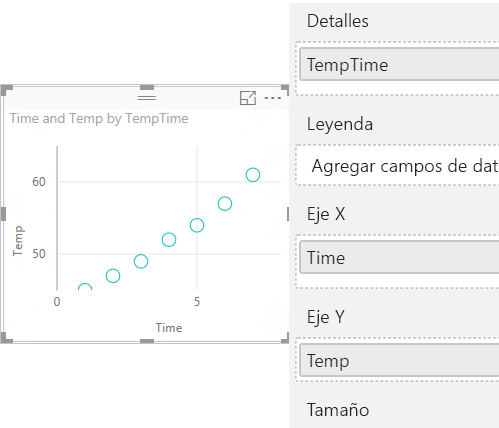 Time and Temp by TempTime
60
50
Temp
0
5
Time
Detalles
TempTime
Leyenda
Agregar campos de dat
Eje X
Time
Eje Y
Temp
Tamaño